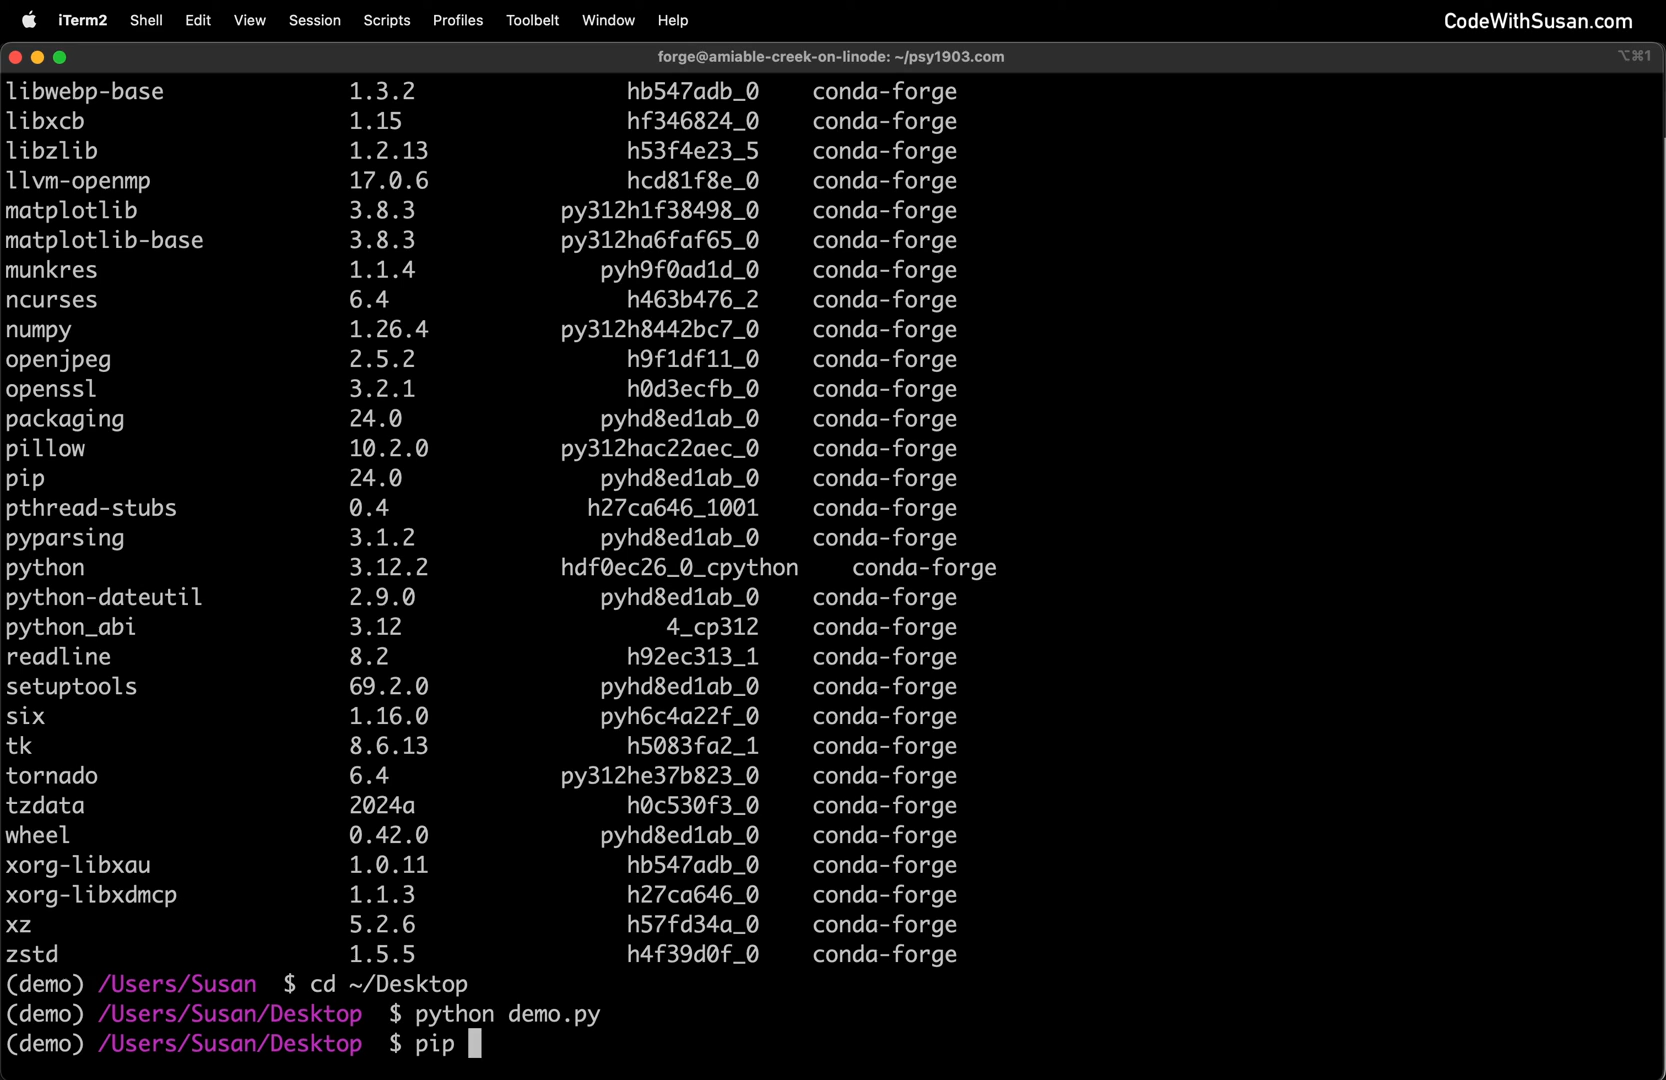 iTerm2 Shell Edit View Session Scripts Profiles Toolbelt Window Help CodeWithSusan.com
forge@amiable-creek-on-linode: ~/psy1903.com ⌥⌘1
libwebp-base 1.3.2 hb547adb_0 conda-forge
libxcb 1.15 hf346824_0 conda-forge
libzlib 1.2.13 h53f4e23_5 conda-forge
llvm-openmp 17.0.6 hcd81f8e_0 conda-forge
matplotlib 3.8.3 py312h1f38498_0 conda-forge
matplotlib-base 3.8.3 py312ha6faf65_0 conda-forge
munkres 1.1.4 pyh9f0ad1d_0 conda-forge
ncurses 6.4 h463b476_2 conda-forge
numpy 1.26.4 py312h8442bc7_0 conda-forge
openjpeg 2.5.2 h9f1df11_0 conda-forge
openssl 3.2.1 h0d3ecfb_0 conda-forge
packaging 24.0 pyhd8ed1ab_0 conda-forge
pillow 10.2.0 py312hac22aec_0 conda-forge
pip 24.0 pyhd8ed1ab_0 conda-forge
pthread-stubs 0.4 h27ca646_1001 conda-forge
pyparsing 3.1.2 pyhd8ed1ab_0 conda-forge
python 3.12.2 hdf0ec26_0_cpython conda-forge
python-dateutil 2.9.0 pyhd8ed1ab_0 conda-forge
python_abi 3.12 4_cp312 conda-forge
readline 8.2 h92ec313_1 conda-forge
setuptools 69.2.0 pyhd8ed1ab_0 conda-forge
six 1.16.0 pyh6c4a22f_0 conda-forge
tk 8.6.13 h5083fa2_1 conda-forge
tornado 6.4 py312he37b823_0 conda-forge
tzdata 2024a h0c530f3_0 conda-forge
wheel 0.42.0 pyhd8ed1ab_0 conda-forge
xorg-libxau 1.0.11 hb547adb_0 conda-forge
xorg-libxdmcp 1.1.3 h27ca646_0 conda-forge
xz 5.2.6 h57fd34a_0 conda-forge
zstd 1.5.5 h4f39d0f_0 conda-forge
(demo) /Users/Susan $ cd ~/Desktop
(demo) /Users/Susan/Desktop $ python demo.py
(demo) /Users/Susan/Desktop $ pip